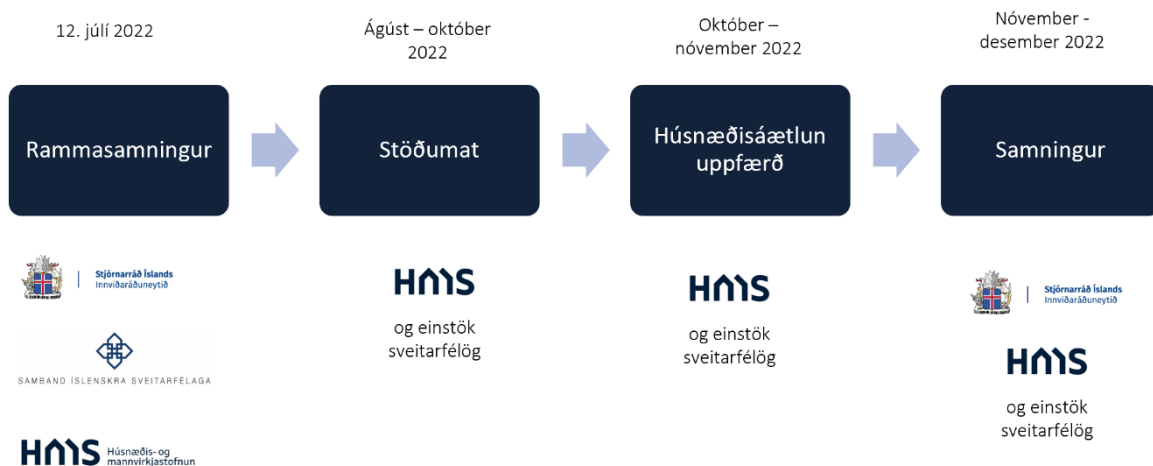 12. júlí 2022
Ágúst – október
2022
Október –
nóvember 2022
Nóvember -
desember 2022
Rammasamningur
Stöðumat
Húsnæðisáætlun
uppfærð
Samningur
Stjórnarráð Íslands
Innviðaráðuneytið
SAMBAND ÍSLENSKRA SVEITARFÉLAGA
HMS
Húsnæðis- og
mannvirkjastofnun
HMS
og einstök
sveitarfélög
HMS
og einstök
sveitarfélög
Stjórnarráð Íslands
Innviðaráðuneytið
HMS
og einstök
sveitarfélög